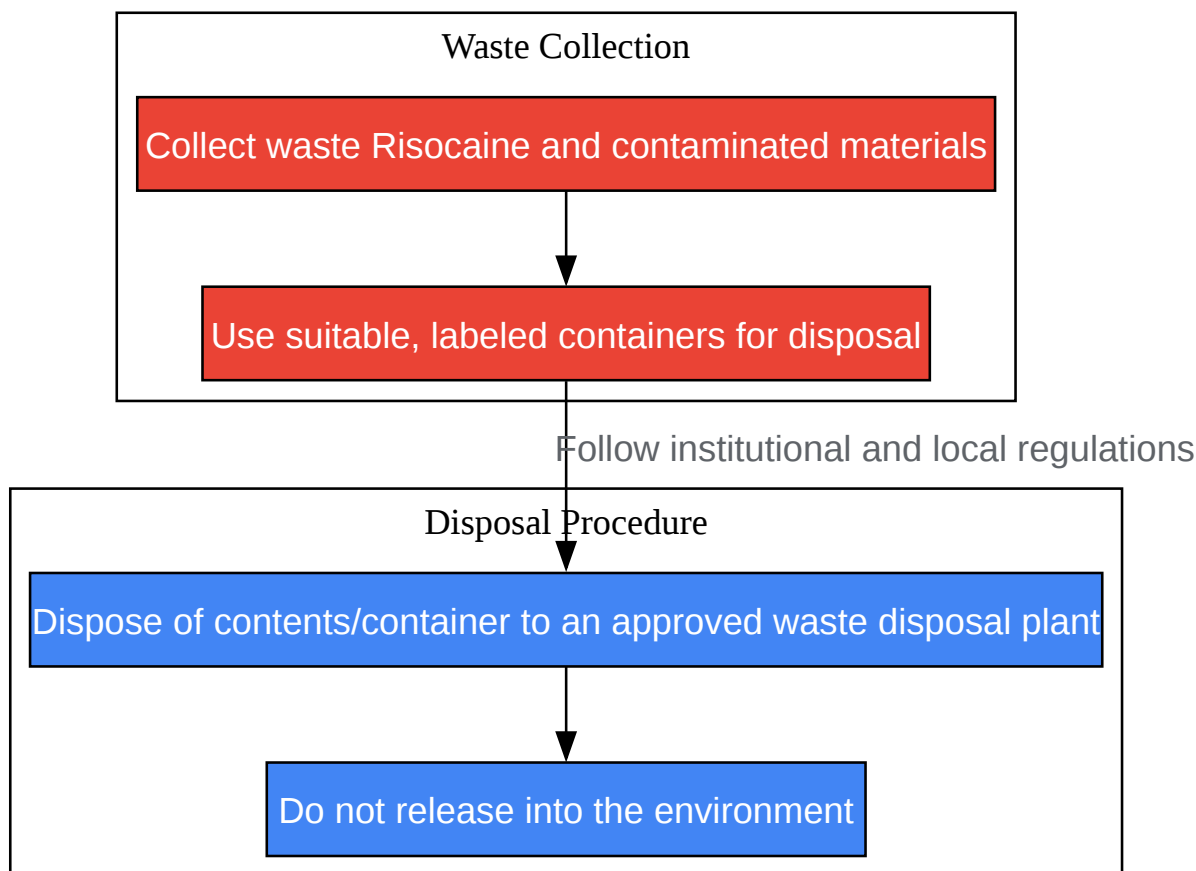 Waste Collection
Collect waste Risocaine and contaminated materials
Use suitable, labeled containers for disposal
Follow institutional and local regulations
Disposal Procedure
Dispose of contents/container to an approved waste disposal plant
Do not release into the environment